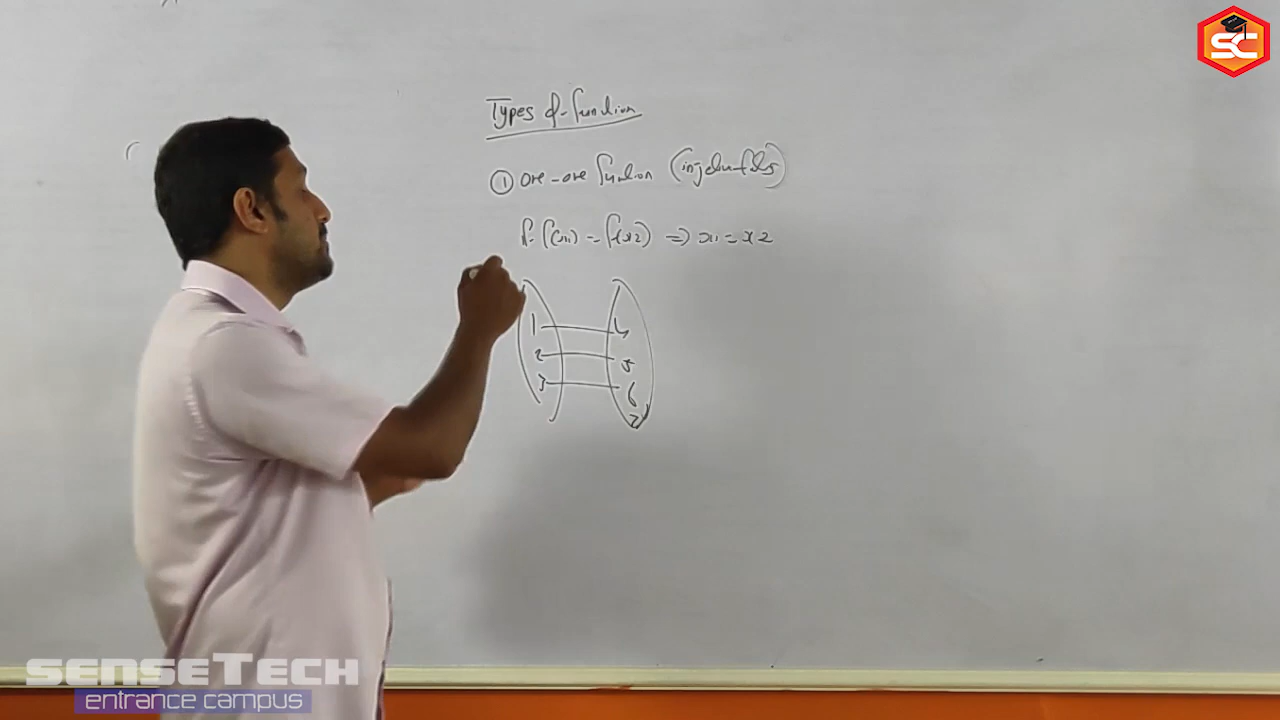 Types of function
① one-one function (injective fns)
f(x1) = f(x2) ⇒ x1 = x2
1 4
2 5
3 6
7
SC
senseTech
entrance campus